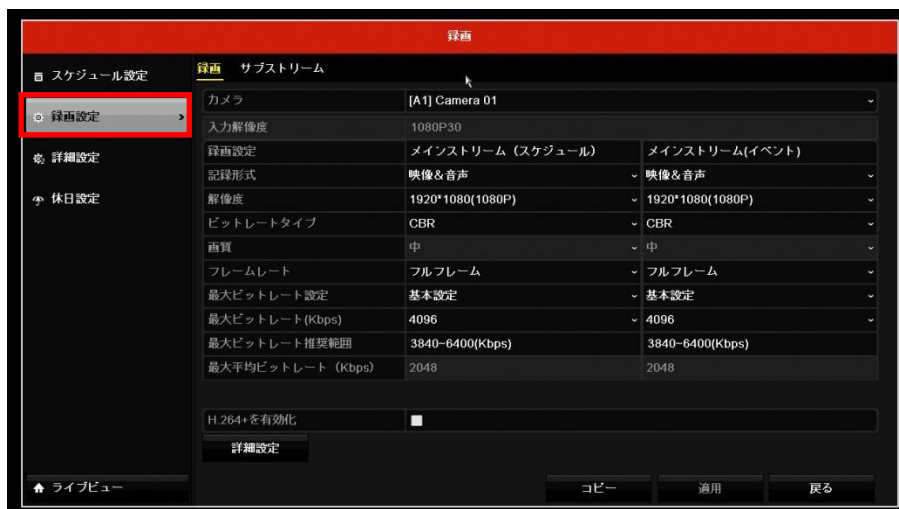 録画
スケジュール設定
録画設定
詳細設定
休日設定
ライブビュー
録画 サブストリーム
カメラ [A1] Camera 01
入力解像度 1080P30
録画設定 メインストリーム（スケジュール） メインストリーム(イベント)
記録形式 映像&音声 映像&音声
解像度 1920*1080(1080P) 1920*1080(1080P)
ビットレートタイプ CBR CBR
画質 中 中
フレームレート フルフレーム フルフレーム
最大ビットレート設定 基本設定 基本設定
最大ビットレート(Kbps) 4096 4096
最大ビットレート推奨範囲 3840~6400(Kbps) 3840~6400(Kbps)
最大平均ビットレート（Kbps） 2048 2048
H.264+を有効化
詳細設定
コピー 適用 戻る